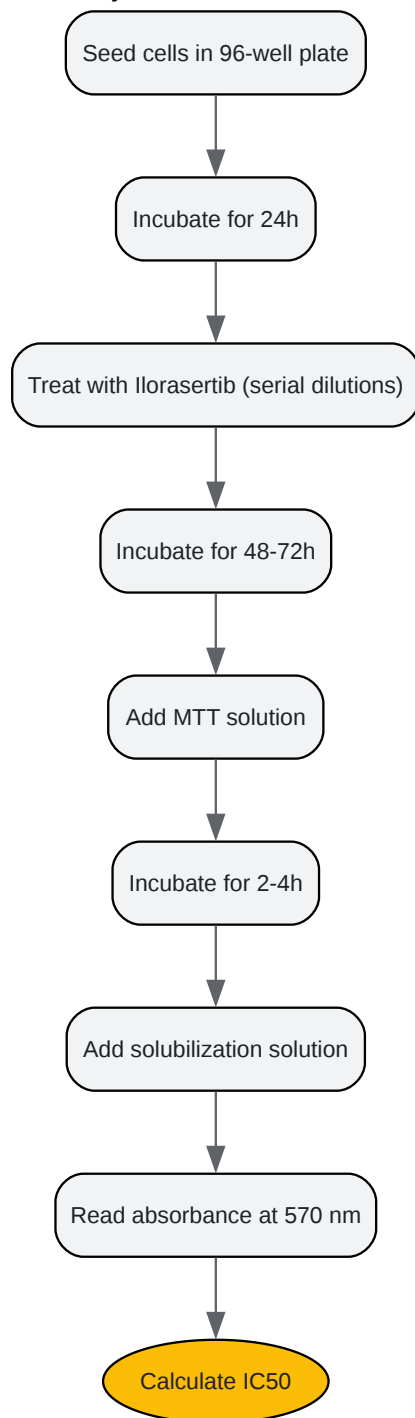 Seed cells in 96-well plate
Incubate for 24h
Treat with Ilorasertib (serial dilutions)
Incubate for 48-72h
Add MTT solution
Incubate for 2-4h
Add solubilization solution
Read absorbance at 570 nm
Calculate IC50